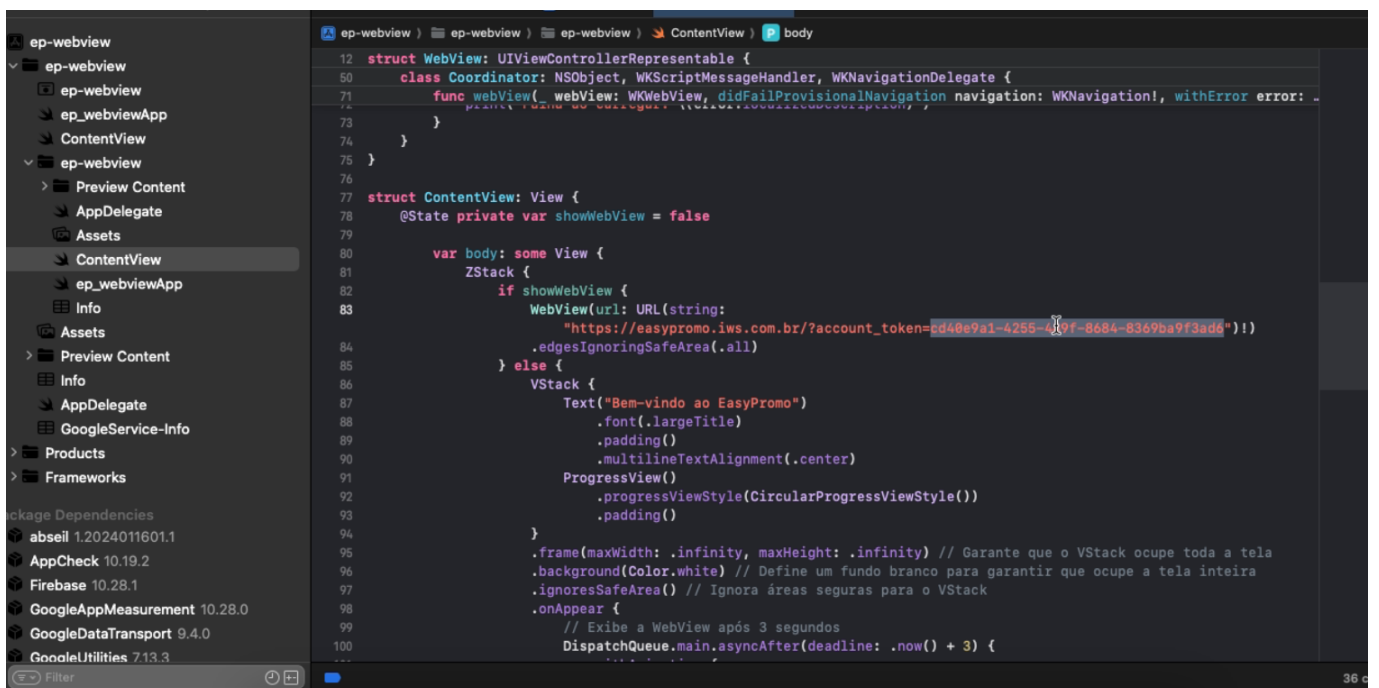 ep-webview
ep-webview
ep-webview
ep_webviewApp
ContentView
ep-webview
Preview Content
AppDelegate
Assets
ContentView
ep_webviewApp
Info
Assets
Preview Content
Info
AppDelegate
GoogleService-Info
Products
Frameworks
ckage Dependencies
abseil 1.2024011601.1
AppCheck 10.19.2
Firebase 10.28.1
GoogleAppMeasurement 10.28.0
GoogleDataTransport 9.4.0
GoogleUtilities 7.13.3
Filter
ep-webview 〉 ep-webview 〉 ep-webview 〉 ContentView 〉 P body
12 struct WebView: UIViewControllerRepresentable {
50 class Coordinator: NSObject, WKScriptMessageHandler, WKNavigationDelegate {
71 func webView(_ webView: WKWebView, didFailProvisionalNavigation navigation: WKNavigation!, withError error: …
73 }
74 }
75 }
76
77 struct ContentView: View {
78 @State private var showWebView = false
79
80 var body: some View {
81 ZStack {
82 if showWebView {
83 WebView(url: URL(string:
"https://easypromo.iws.com.br/?account_token=cd40e9a1-4255-4 9f-8684-8369ba9f3ad6")!)
84 .edgesIgnoringSafeArea(.all)
85 } else {
86 VStack {
87 Text("Bem-vindo ao EasyPromo")
88 .font(.largeTitle)
89 .padding()
90 .multilineTextAlignment(.center)
91 ProgressView()
92 .progressViewStyle(CircularProgressViewStyle())
93 .padding()
94 }
95 .frame(maxWidth: .infinity, maxHeight: .infinity) // Garante que o VStack ocupe toda a tela
96 .background(Color.white) // Define um fundo branco para garantir que ocupe a tela inteira
97 .ignoresSafeArea() // Ignora áreas seguras para o VStack
98 .onAppear {
99 // Exibe a WebView após 3 segundos
100 DispatchQueue.main.asyncAfter(deadline: .now() + 3) {
36 c